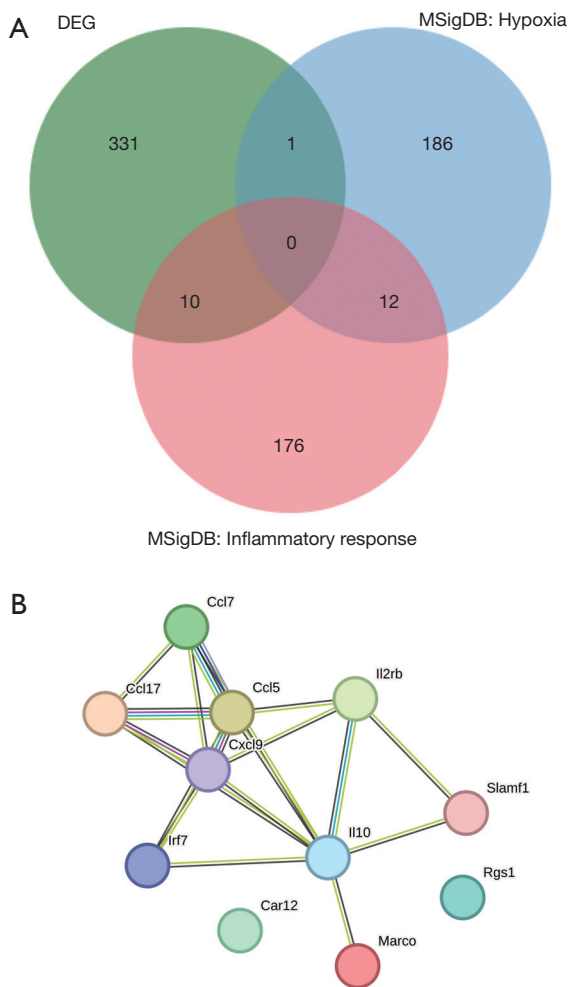 A
DEG
MSigDB: Hypoxia
331
1
186
0
10
12
176
MSigDB: Inflammatory response
B
Ccl7
Il2rb
Ccl17
Ccl5
Cxcl9
Slamf1
Irf7
Il10
Rgs1
Car12
Marco